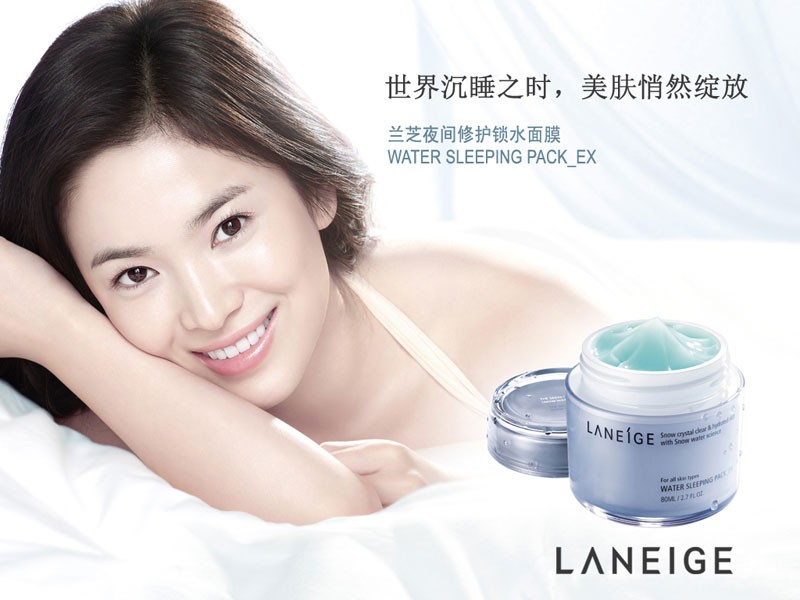 世界沉睡之时，美肤悄然绽放
兰芝夜间修护锁水面膜
WATER SLEEPING PACK_EX
LANEIGE
Snow crystal clear & hydrated
with Snow water science
For all skin types
WATER SLEEPING PACK_EX
80ML / 2.7 FL.OZ
LANEIGE